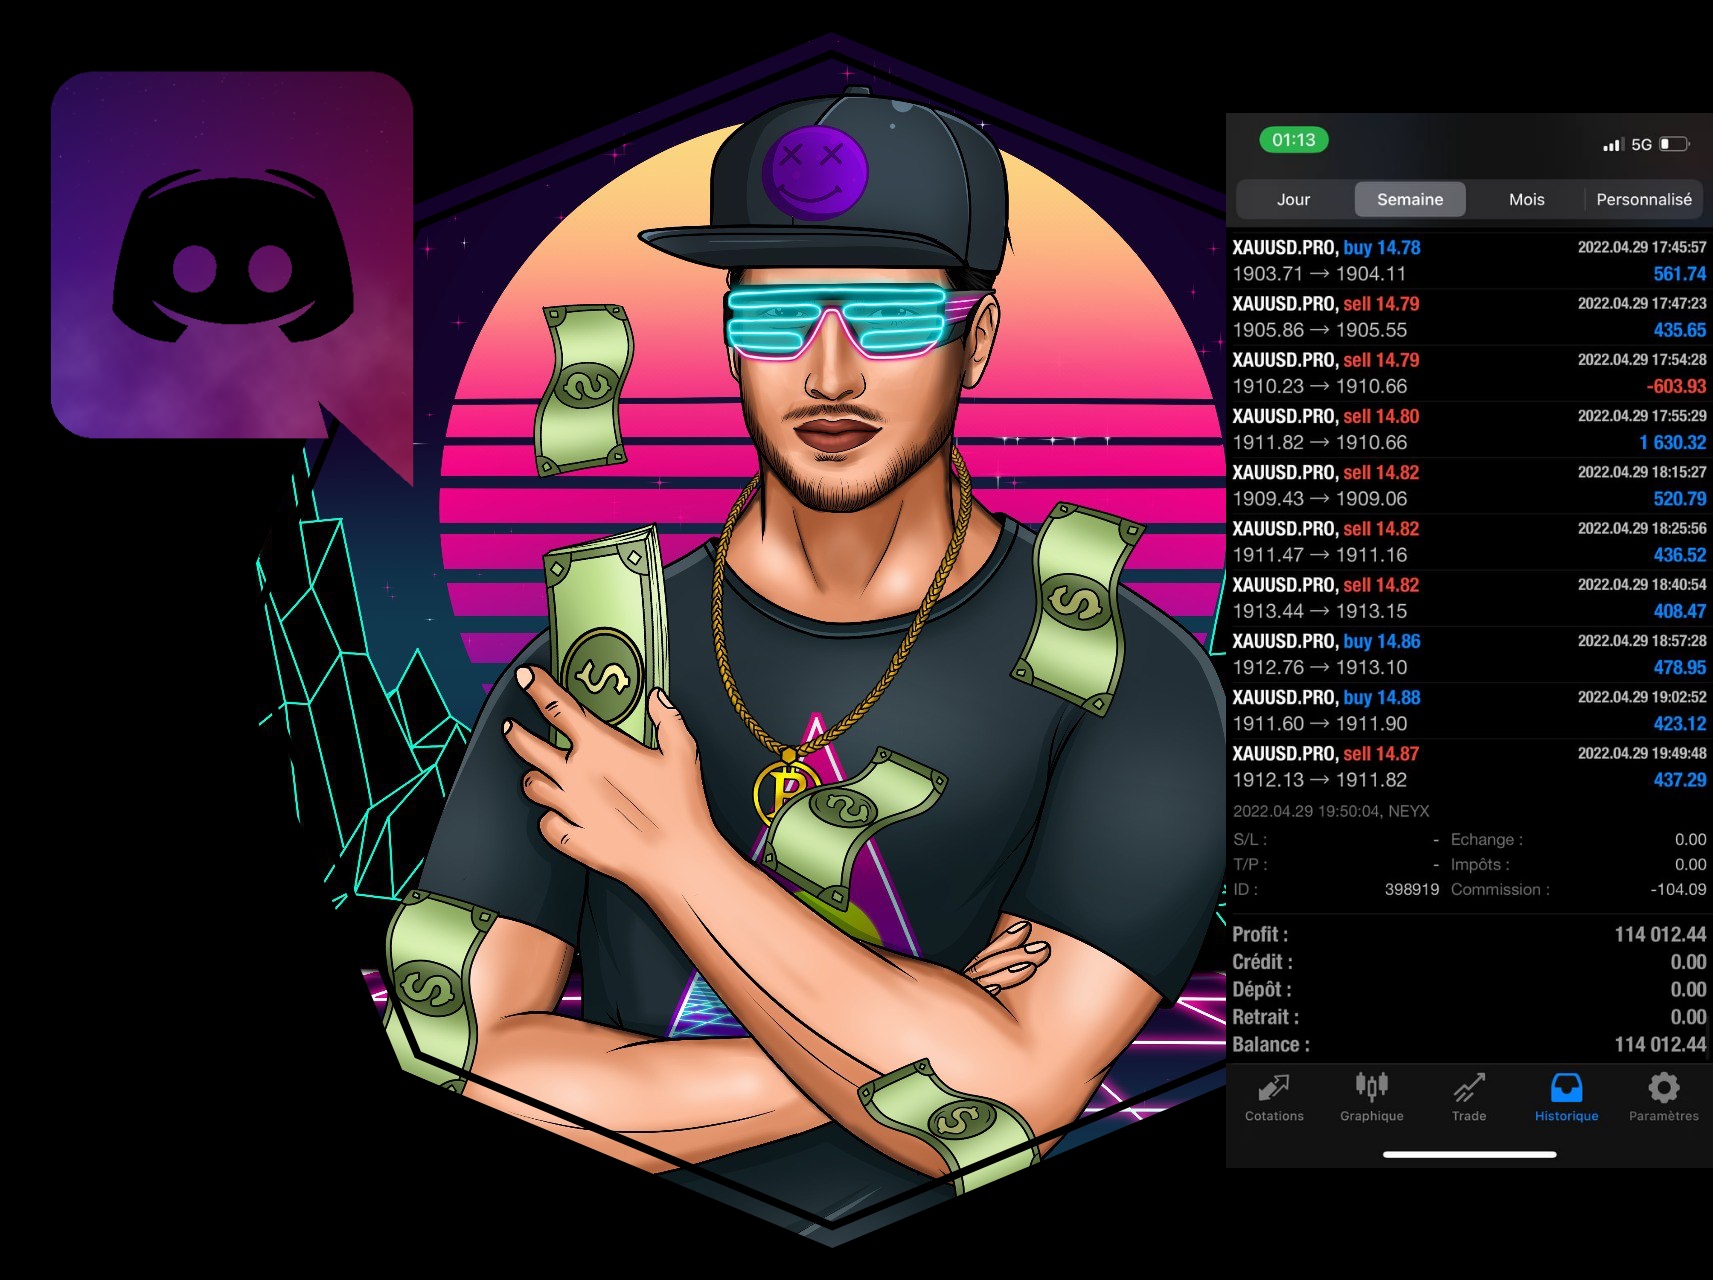 01:13
5G
Jour Semaine Mois Personnalisé
XAUUSD.PRO, buy 14.78 2022.04.29 17:45:57
1903.71 → 1904.11 561.74
XAUUSD.PRO, sell 14.79 2022.04.29 17:47:23
1905.86 → 1905.55 435.65
XAUUSD.PRO, sell 14.79 2022.04.29 17:54:28
1910.23 → 1910.66 -603.93
XAUUSD.PRO, sell 14.80 2022.04.29 17:55:29
1911.82 → 1910.66 1 630.32
XAUUSD.PRO, sell 14.82 2022.04.29 18:15:27
1909.43 → 1909.06 520.79
XAUUSD.PRO, sell 14.82 2022.04.29 18:25:56
1911.47 → 1911.16 436.52
XAUUSD.PRO, sell 14.82 2022.04.29 18:40:54
1913.44 → 1913.15 408.47
XAUUSD.PRO, buy 14.86 2022.04.29 18:57:28
1912.76 → 1913.10 478.95
XAUUSD.PRO, buy 14.88 2022.04.29 19:02:52
1911.60 → 1911.90 423.12
XAUUSD.PRO, sell 14.87 2022.04.29 19:49:48
1912.13 → 1911.82 437.29
2022.04.29 19:50:04, NEYX
S/L : - Echange : 0.00
T/P : - Impôts : 0.00
ID : 398919 Commission : -104.09
Profit : 114 012.44
Crédit : 0.00
Dépôt : 0.00
Retrait : 0.00
Balance : 114 012.44
Cotations Graphique Trade Historique Paramètres